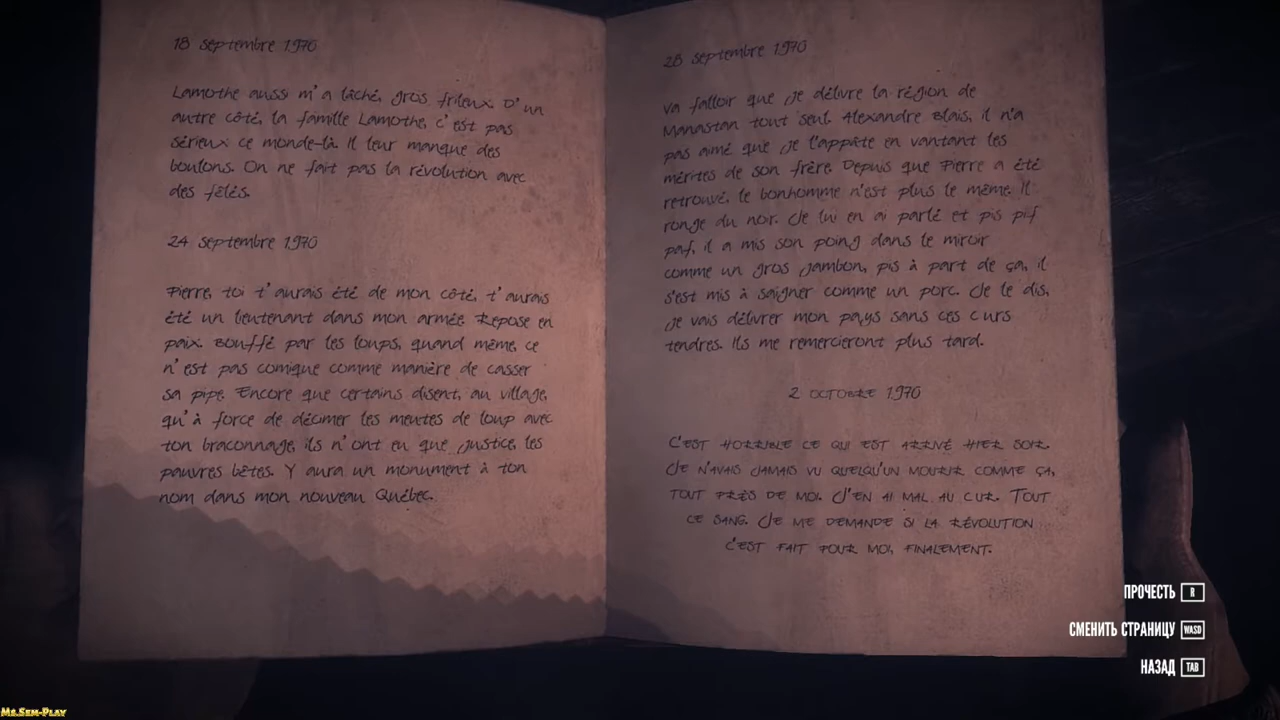 18 septembre 1970
Lamothe aussi m'a lâché, gros frileux. D'un
autre côté, la famille Lamothe, c'est pas
sérieux ce monde-là. Il leur manque des
boulons. On ne fait pas la révolution avec
des fêlés.
24 septembre 1970
Pierre, toi t'aurais été de mon côté, t'aurais
été un lieutenant dans mon armée. Repose en
paix. Bouffé par les loups, quand même, ce
n'est pas comique comme manière de casser
sa pipe. Encore que certains disent, au village,
qu'à force de décimer les meutes de loup avec
ton braconnage, ils n'ont eu que justice, les
pauvres bêtes. Y aura un monument à ton
nom dans mon nouveau Québec.
28 septembre 1970
va falloir que je délivre la région de
Manastan tout seul. Alexandre Blais, il n'a
pas aimé que je l'appâte en vantant les
mérites de son frère. Depuis que Pierre a été
retrouvé, le bonhomme n'est plus le même. Il
ronge du noir. Je lui en ai parlé et pis pif
paf, il a mis son poing dans le miroir
comme un gros jambon, pis à part de ça, il
s'est mis à saigner comme un porc. Je le dis,
je vais délivrer mon pays sans ces c urs
tendres. Ils me remercieront plus tard.
2 OCTOBRE 1970
C'EST HORRIBLE CE QUI EST ARRIVÉ HIER SOIR.
JE N'AVAIS JAMAIS VU QUELQU'UN MOURIR COMME ÇA,
TOUT PRÈS DE MOI. J'EN AI MAL AU CUR. TOUT
CE SANG. JE ME DEMANDE SI LA RÉVOLUTION
C'EST FAIT POUR MOI, FINALEMENT.
ПРОЧЕСТЬ R
СМЕНИТЬ СТРАНИЦУ WASD
НАЗАД TAB
Ms.Sem-Play